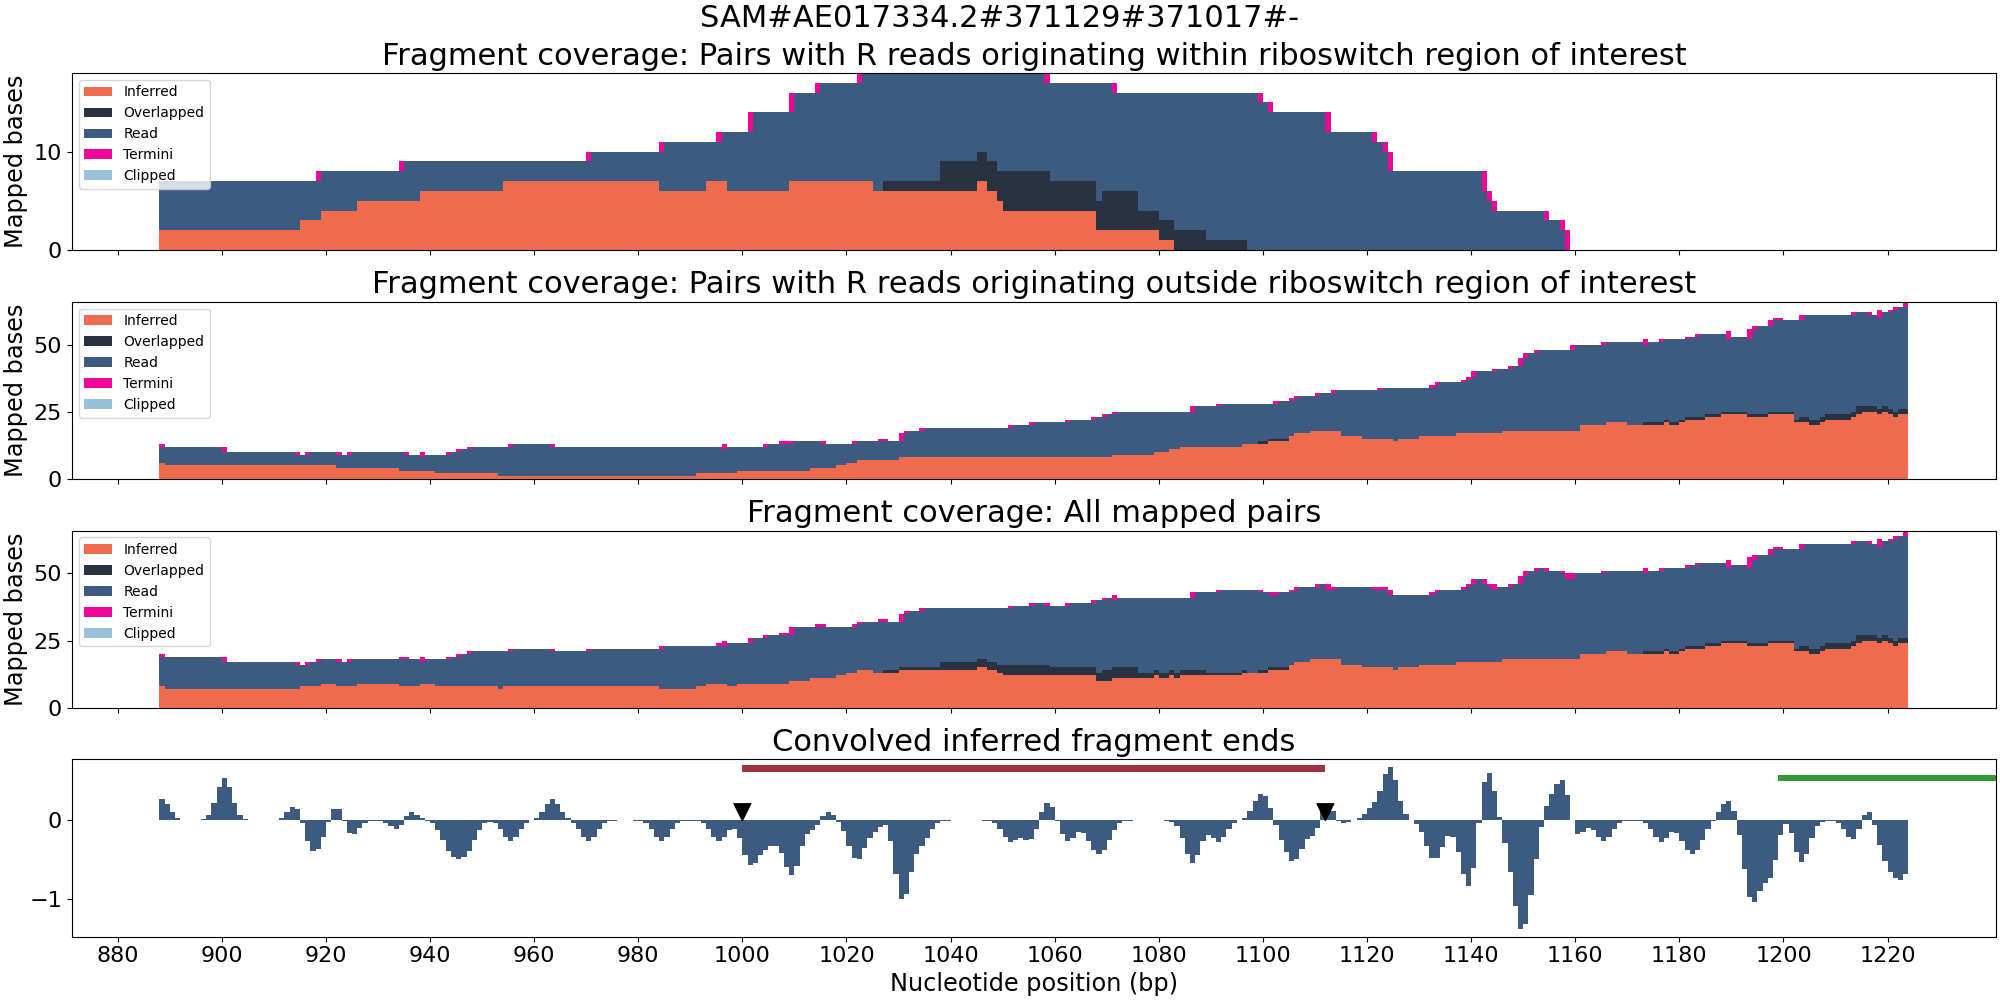 SAM#AE017334.2#371129#371017#-
Fragment coverage: Pairs with R reads originating within riboswitch region of interest
Mapped bases
10
0
Inferred
Overlapped
Read
Termini
Clipped
Fragment coverage: Pairs with R reads originating outside riboswitch region of interest
Mapped bases
50
25
0
Inferred
Overlapped
Read
Termini
Clipped
Fragment coverage: All mapped pairs
Mapped bases
50
25
0
Inferred
Overlapped
Read
Termini
Clipped
Convolved inferred fragment ends
0
−1
880 900 920 940 960 980 1000 1020 1040 1060 1080 1100 1120 1140 1160 1180 1200 1220
Nucleotide position (bp)